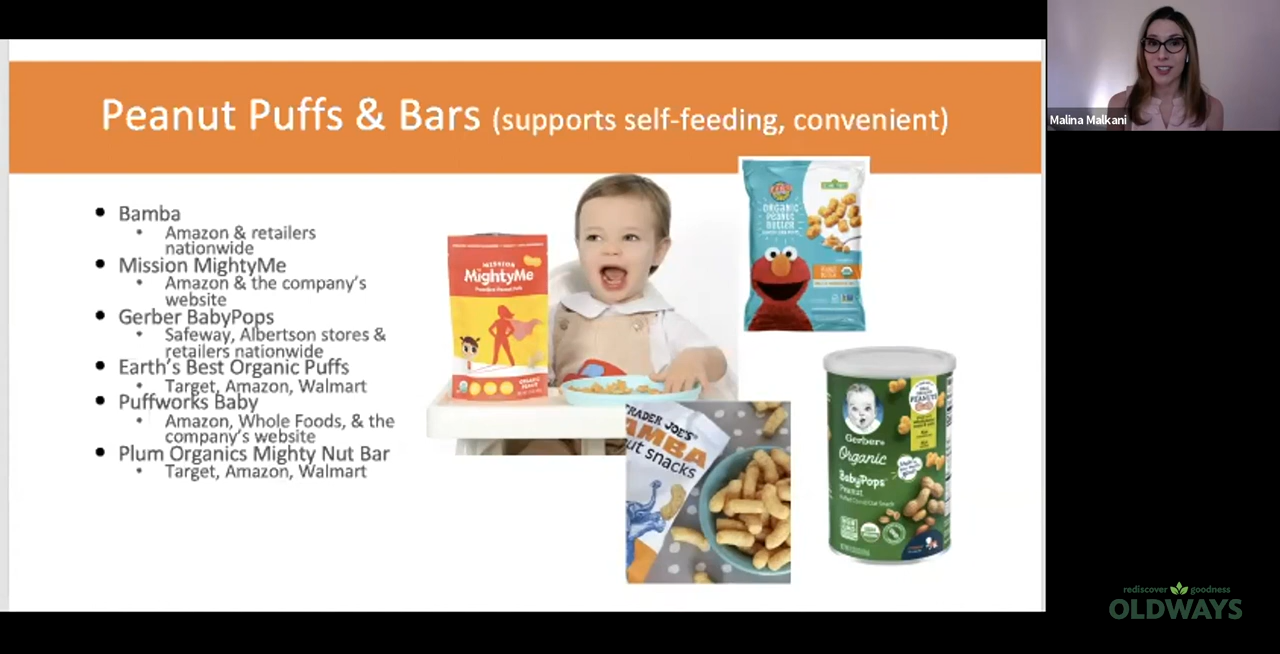 Peanut Puffs & Bars (supports self-feeding, convenient)
Malina Malkani
• Bamba
• Amazon & retailers
nationwide
• Mission MightyMe
• Amazon & the company's
website
• Gerber BabyPops
• Safeway, Albertson stores &
retailers nationwide
• Earth's Best Organic Puffs
• Target, Amazon, Walmart
• Puffworks Baby
• Amazon, Whole Foods, & the
company's website
• Plum Organics Mighty Nut Bar
• Target, Amazon, Walmart
MISSION
MightyMe
ORGANIC
PEANUT
BUTTER
TRADER JOE'S
AMBA
ut snacks
Gerber
Organic
BabyPops
Peanut
rediscover goodness
OLDWAYS